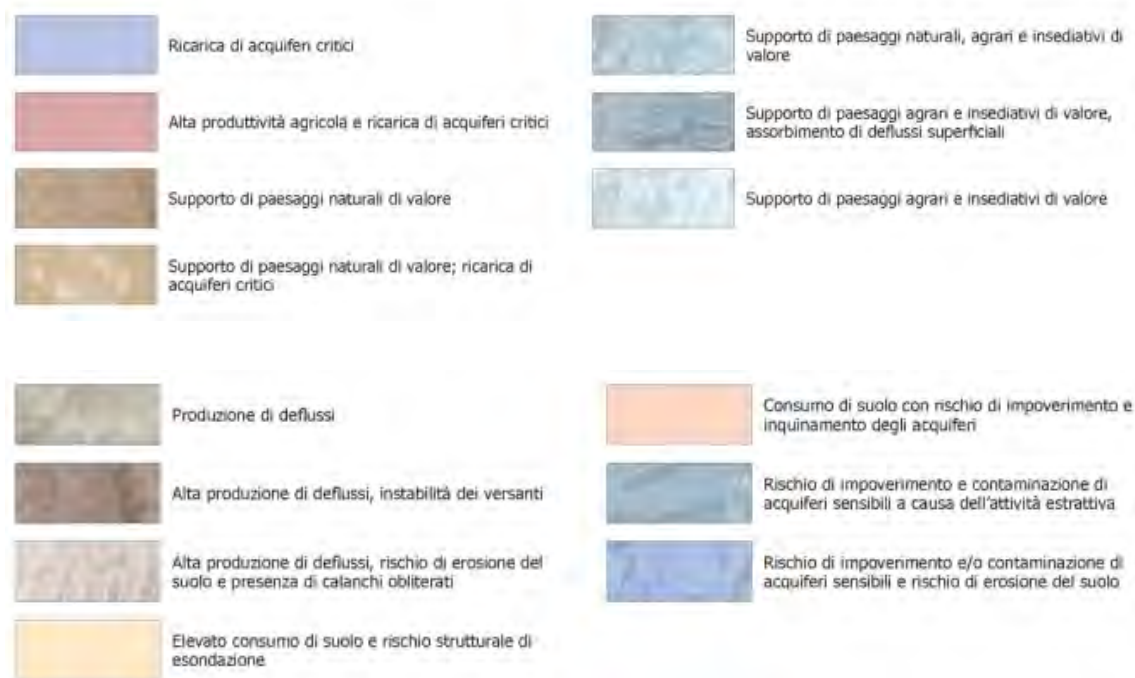 Ricarica di acquiferi critici
Alta produttività agricola e ricarica di acquiferi critici
Supporto di paesaggi naturali di valore
Supporto di paesaggi naturali di valore; ricarica di
acquiferi critici
Supporto di paesaggi naturali, agrari e insediativi di
valore
Supporto di paesaggi agrari e insediativi di valore,
assorbimento di deflussi superficiali
Supporto di paesaggi agrari e insediativi di valore
Produzione di deflussi
Alta produzione di deflussi, instabilità dei versanti
Alta produzione di deflussi, rischio di erosione del
suolo e presenza di calanchi obliterati
Elevato consumo di suolo e rischio strutturale di
esondazione
Consumo di suolo con rischio di impoverimento e
inquinamento degli acquiferi
Rischio di impoverimento e contaminazione di
acquiferi sensibili a causa dell'attività estrattiva
Rischio di impoverimento e/o contaminazione di
acquiferi sensibili e rischio di erosione del suolo